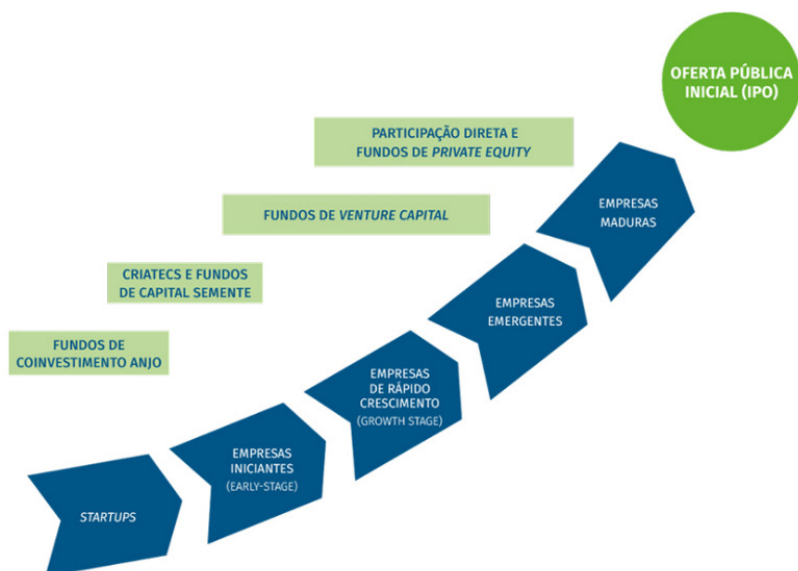 OFERTA PÚBLICA
INICIAL (IPO)
PARTICIPAÇÃO DIRETA E
FUNDOS DE PRIVATE EQUITY
EMPRESAS
MADURAS
FUNDOS DE VENTURE CAPITAL
CRIATECS E FUNDOS
DE CAPITAL SEMENTE
EMPRESAS
EMERGENTES
FUNDOS DE
COINVESTIMENTO ANJO
EMPRESAS
DE RÁPIDO
CRESCIMENTO
(GROWTH STAGE)
EMPRESAS
INICIANTES
(EARLY-STAGE)
STARTUPS